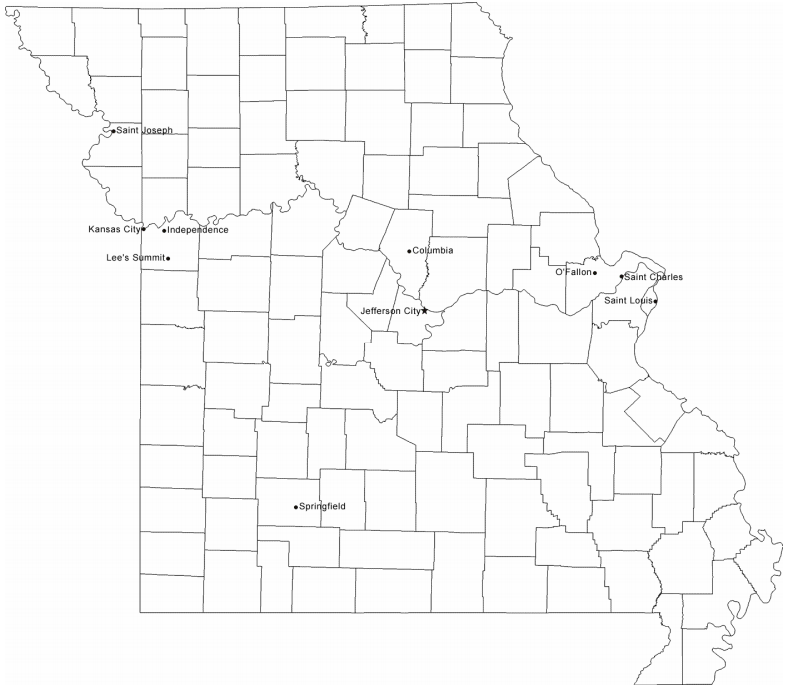 Saint Joseph
Kansas City
Independence
Lee's Summit
Columbia
O'Fallon
Saint Charles
Saint Louis
Jefferson City
Springfield